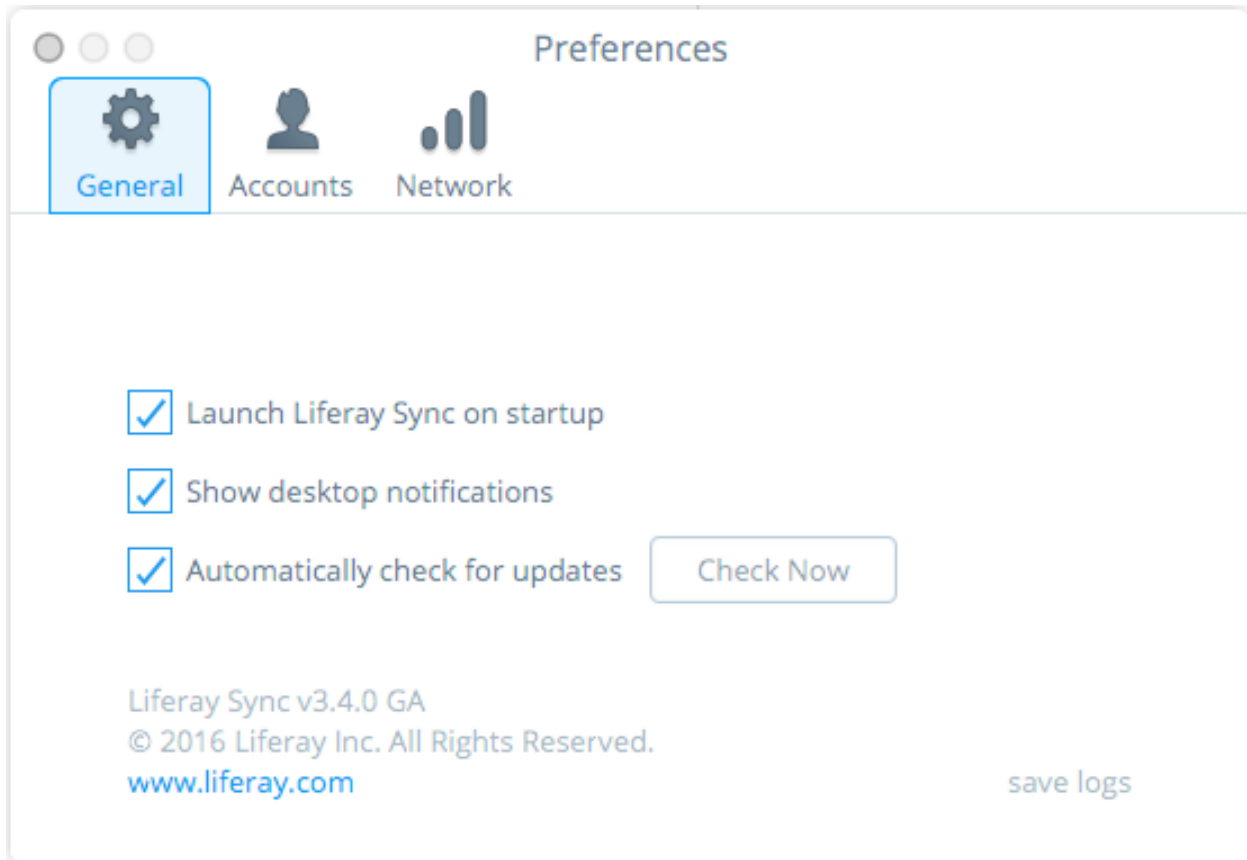 Preferences
General Accounts Network
Launch Liferay Sync on startup
Show desktop notifications
Automatically check for updates Check Now
Liferay Sync v3.4.0 GA
© 2016 Liferay Inc. All Rights Reserved.
www.liferay.com save logs